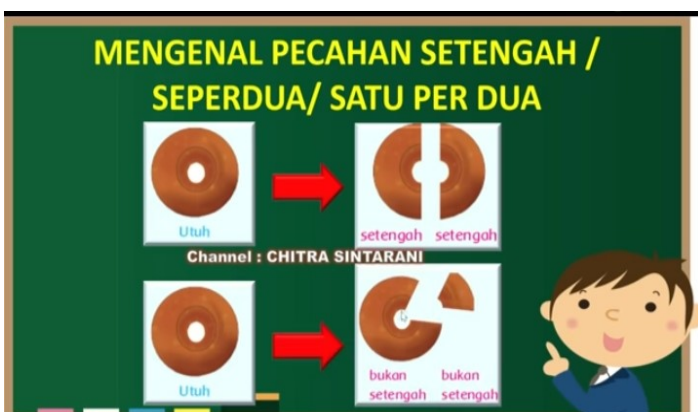 MENGENAL PECAHAN SETENGAH /
SEPERDUA/ SATU PER DUA
Utuh
setengah setengah
Channel : CHITRA SINTARANI
Utuh
bukan bukan
setengah setengah